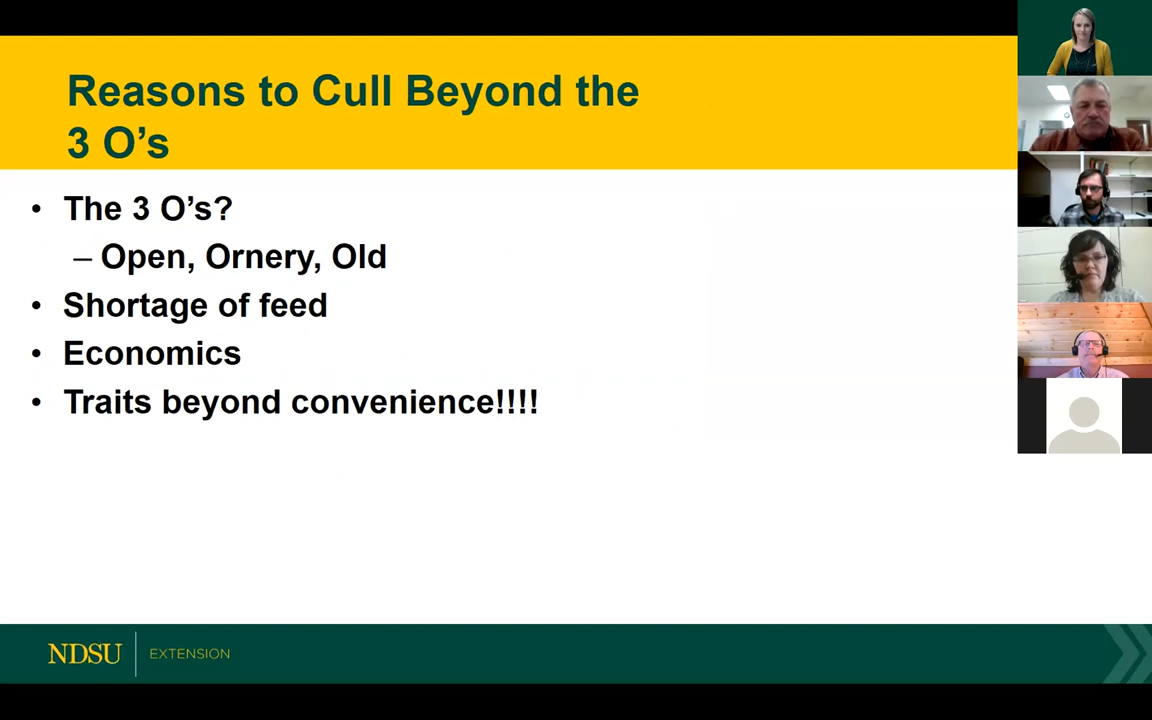 Reasons to Cull Beyond the
3 O’s
• The 3 O’s?
– Open, Ornery, Old
• Shortage of feed
• Economics
• Traits beyond convenience!!!!
NDSU EXTENSION